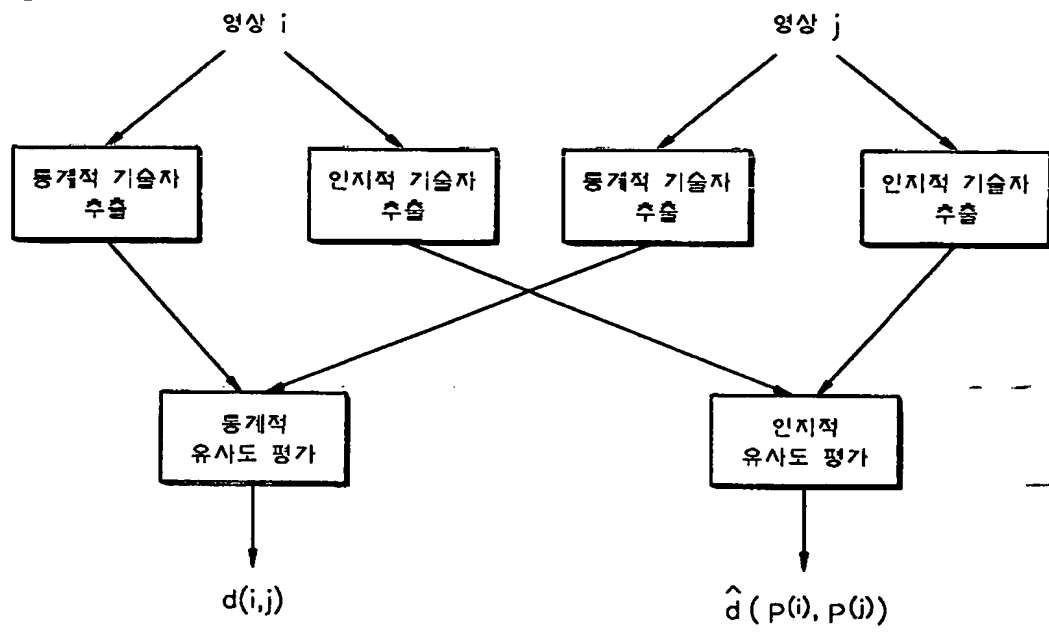 영상 i
영상 j
통계적 기술자
추출
인지적 기술자
추출
통계적 기술자
추출
인지적 기술자
추출
통계적
유사도 평가
인지적
유사도 평가
d(i,j)
d̂ ( p(i), p(j))